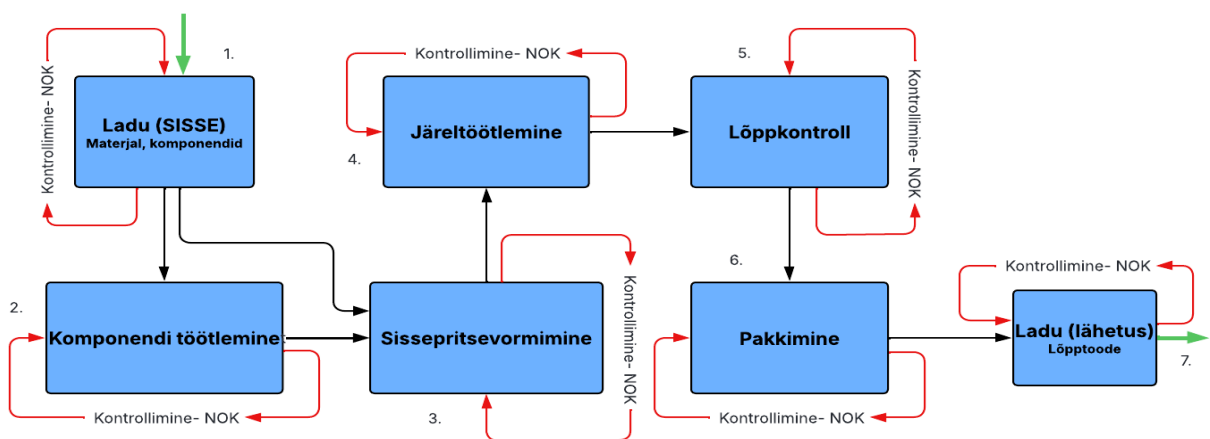 1.
Kontrollimine- NOK
Ladu (SISSE)
Materjal, komponendid
Kontrollimine- NOK
Järeltöötlemine
4.
5.
Kontrollimine- NOK
Lõppkontroll
2.
Komponendi töötlemine
Kontrollimine- NOK
Sissepritsevormimine
Kontrollimine- NOK
3.
6.
Pakkimine
Kontrollimine- NOK
Kontrollimine- NOK
Ladu (lähetus)
Lõpptoode
7.